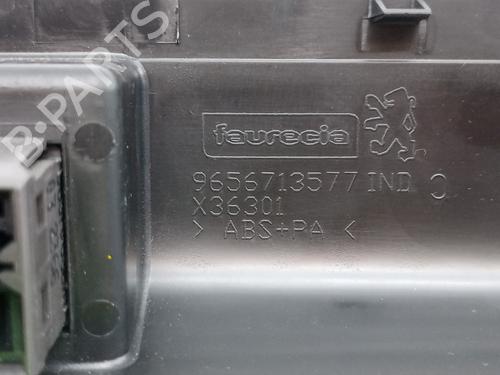 B-PARTS
faurecia
9656713577 IND C
X36301
> ABS+PA <